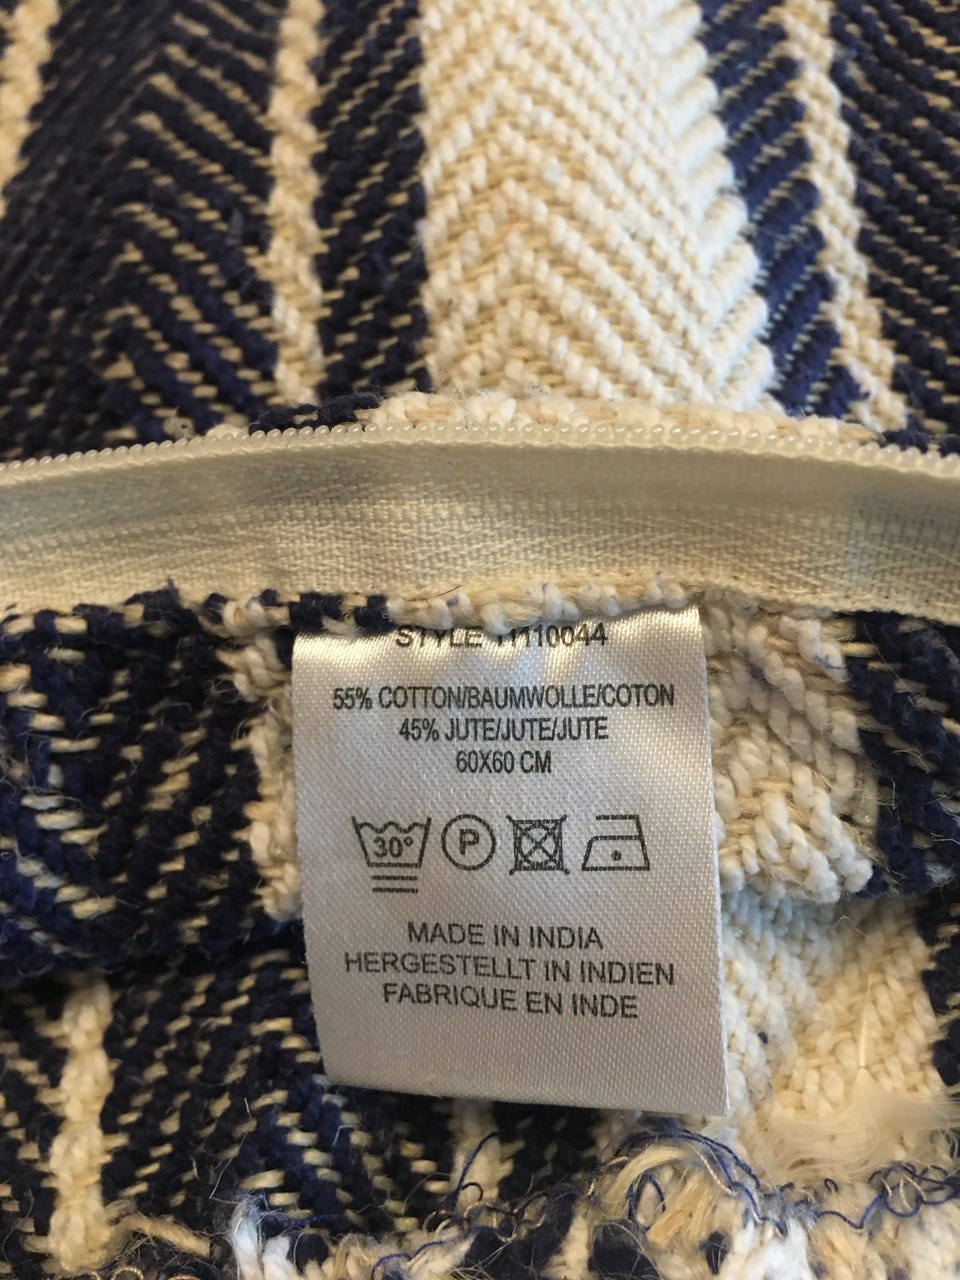 STYLE 11110044
55% COTTON/BAUMWOLLE/COTON
45% JUTE/JUTE/JUTE
60X60 CM
30° P
MADE IN INDIA
HERGESTELLT IN INDIEN
FABRIQUE EN INDE